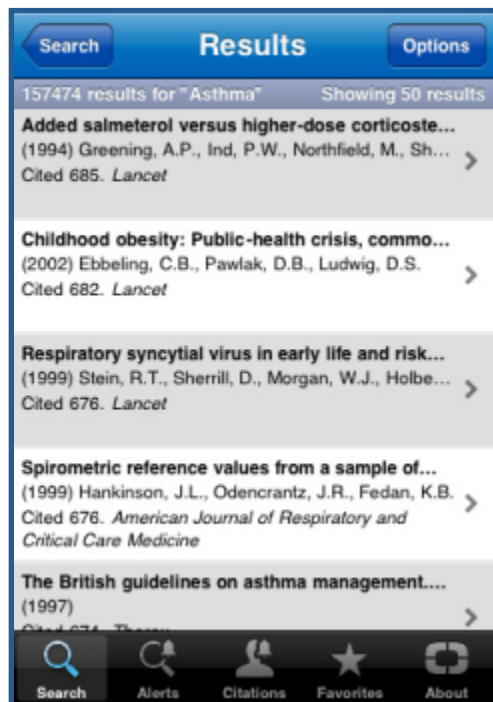 Search Results Options
157474 results for "Asthma" Showing 50 results
Added salmeterol versus higher-dose corticoste...
(1994) Greening, A.P., Ind, P.W., Northfield, M., Sh...
Cited 685. Lancet
Childhood obesity: Public-health crisis, commo...
(2002) Ebbeling, C.B., Pawlak, D.B., Ludwig, D.S.
Cited 682. Lancet
Respiratory syncytial virus in early life and risk...
(1999) Stein, R.T., Sherrill, D., Morgan, W.J., Holbe...
Cited 676. Lancet
Spirometric reference values from a sample of...
(1999) Hankinson, J.L., Odencrantz, J.R., Fedan, K.B.
Cited 676. American Journal of Respiratory and
Critical Care Medicine
The British guidelines on asthma management....
(1997)
Cited 674. Thorax
Search Alerts Citations Favorites About